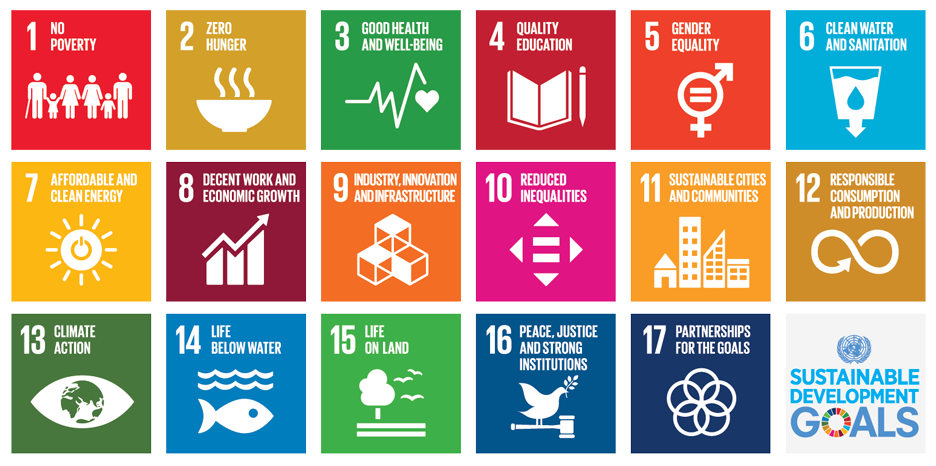 1 NO
POVERTY
2 ZERO
HUNGER
3 GOOD HEALTH
AND WELL-BEING
4 QUALITY
EDUCATION
5 GENDER
EQUALITY
6 CLEAN WATER
AND SANITATION
7 AFFORDABLE AND
CLEAN ENERGY
8 DECENT WORK AND
ECONOMIC GROWTH
9 INDUSTRY, INNOVATION
AND INFRASTRUCTURE
10 REDUCED
INEQUALITIES
11 SUSTAINABLE CITIES
AND COMMUNITIES
12 RESPONSIBLE
CONSUMPTION
AND PRODUCTION
13 CLIMATE
ACTION
14 LIFE
BELOW WATER
15 LIFE
ON LAND
16 PEACE, JUSTICE
AND STRONG
INSTITUTIONS
17 PARTNERSHIPS
FOR THE GOALS
SUSTAINABLE
DEVELOPMENT
GOALS